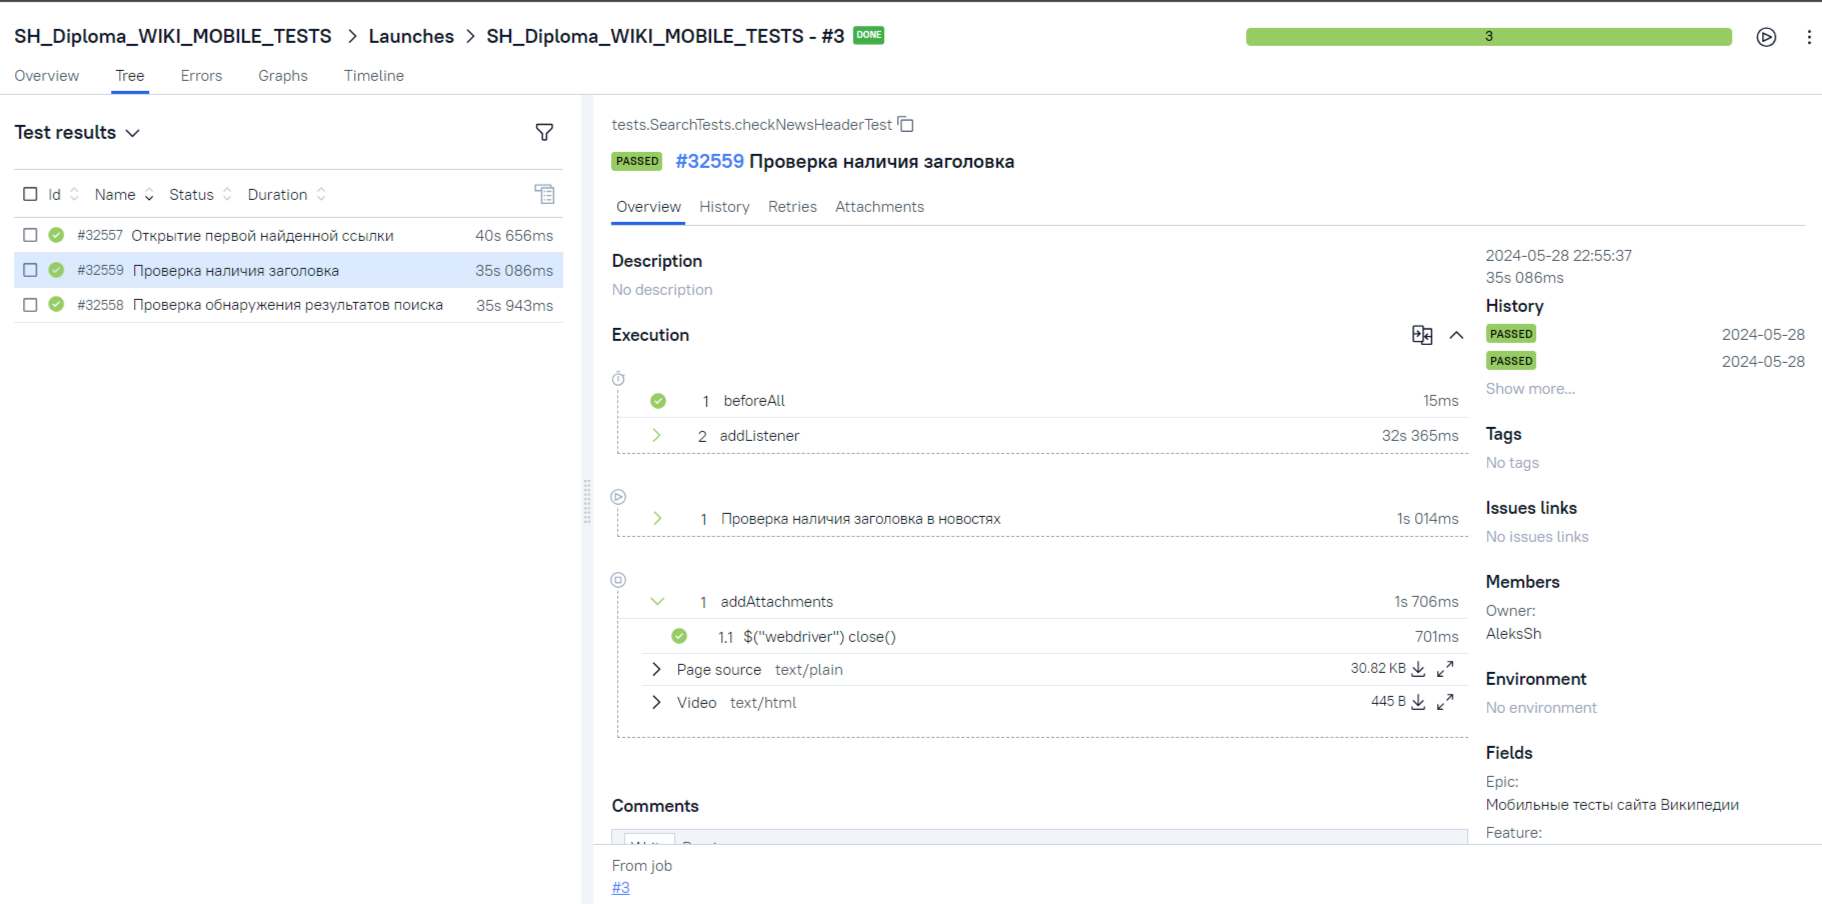 SH_Diploma_WIKI_MOBILE_TESTS > Launches > SH_Diploma_WIKI_MOBILE_TESTS - #3 DONE
3
Overview Tree Errors Graphs Timeline
Test results
Id Name Status Duration
#32557 Открытие первой найденной ссылки 40s 656ms
#32559 Проверка наличия заголовка 35s 086ms
#32558 Проверка обнаружения результатов поиска 35s 943ms
tests.SearchTests.checkNewsHeaderTest
PASSED #32559 Проверка наличия заголовка
Overview History Retries Attachments
Description
No description
Execution
1 beforeAll 15ms
2 addListener 32s 365ms
1 Проверка наличия заголовка в новостях 1s 014ms
1 addAttachments 1s 706ms
1.1 $("webdriver") close() 701ms
Page source text/plain 30.82 KB
Video text/html 445 B
Comments
From job
#3
2024-05-28 22:55:37
35s 086ms
History
PASSED 2024-05-28
PASSED 2024-05-28
Show more...
Tags
No tags
Issues links
No issues links
Members
Owner:
AleksSh
Environment
No environment
Fields
Epic:
Мобильные тесты сайта Википедии
Feature: